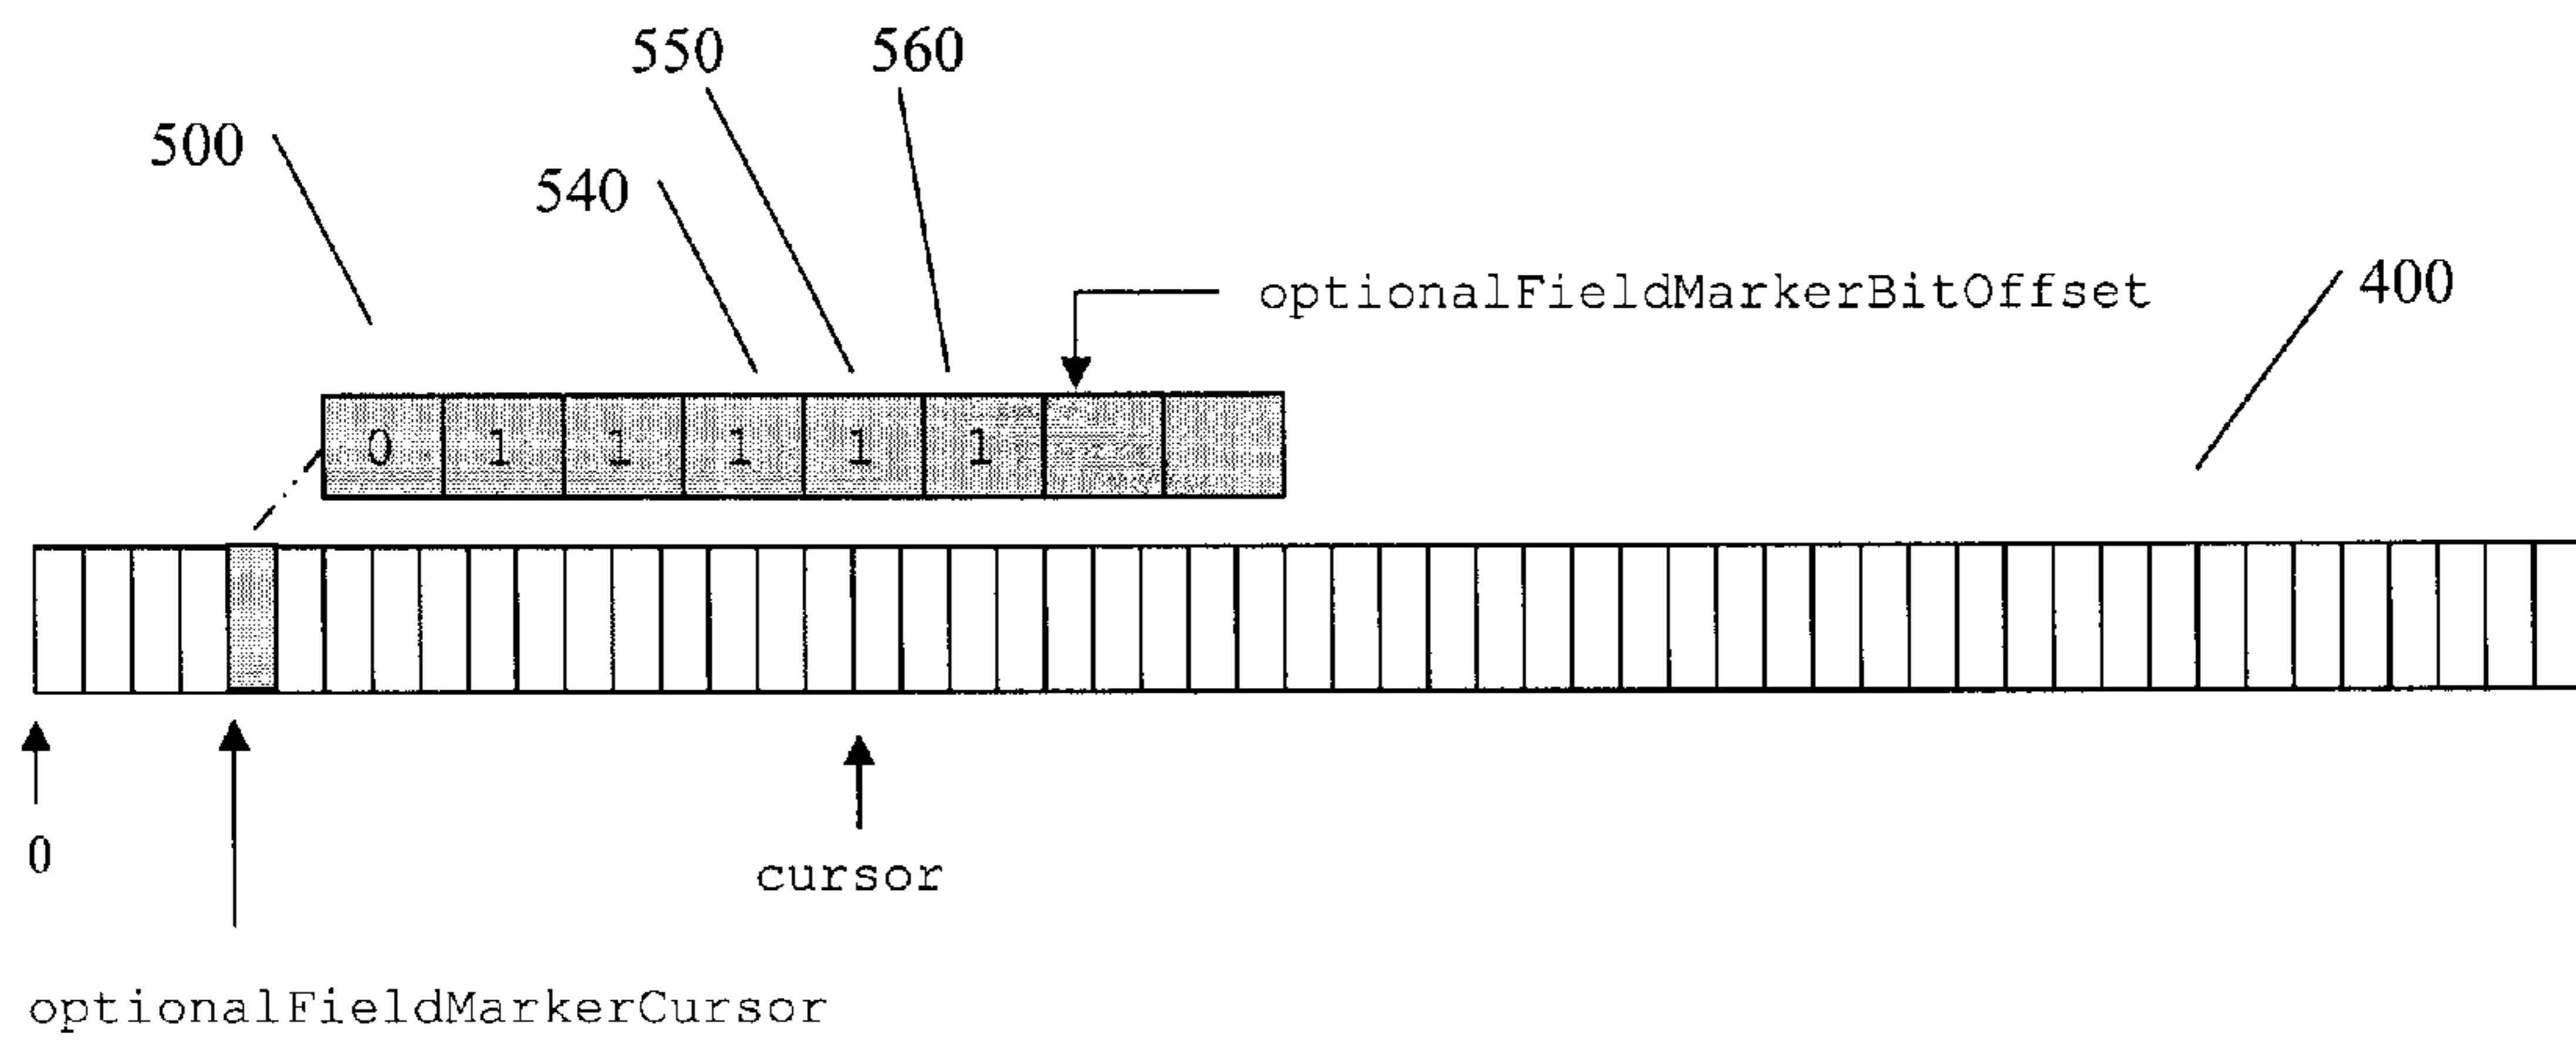 550 560
500
540
optionalFieldMarkerBitOffset 400
0 1 1 1 1 1
0
cursor
optionalFieldMarkerCursor